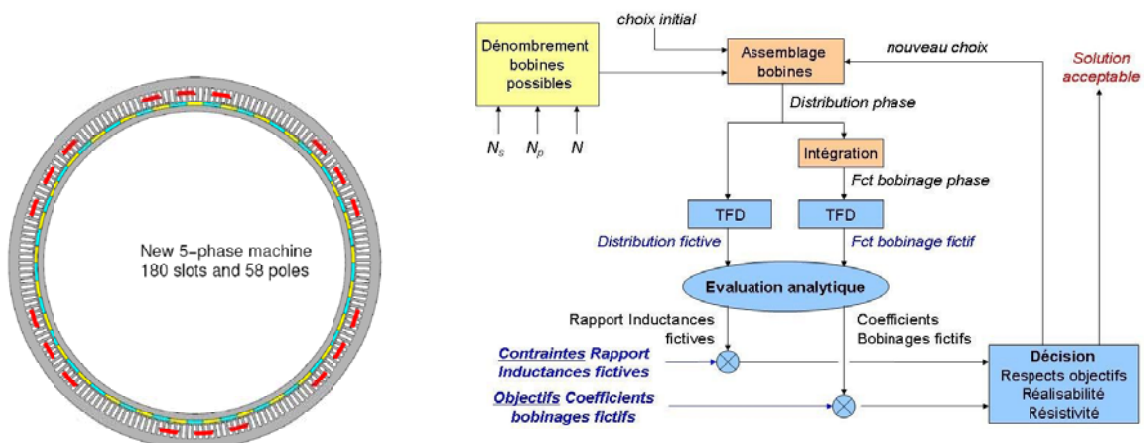 New 5-phase machine
180 slots and 58 poles
choix initial
Dénombrement
bobines
possibles
Assemblage
bobines
nouveau choix
Solution
acceptable
Distribution phase
Ns
Np
N
Intégration
Fct bobinage phase
TFD
TFD
Distribution fictive
Fct bobinage fictif
Evaluation analytique
Rapport Inductances
fictives
Coefficients
Bobinages fictifs
Contraintes Rapport
Inductances fictives
Objectifs Coefficients
bobinages fictifs
Décision
Respects objectifs
Réalisabilité
Résistivité